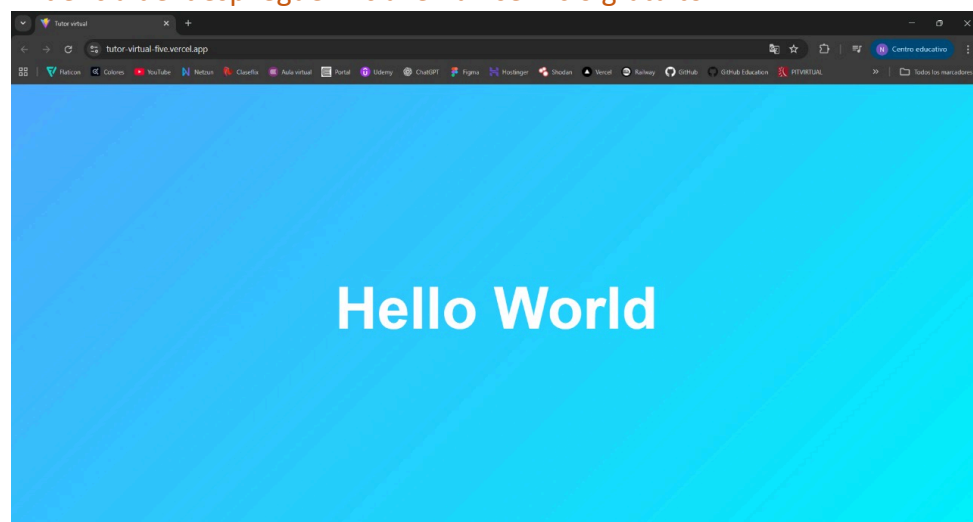 Tutor virtual
tutor-virtual-five.vercel.app
Centro educativo
Flaticon Colores YouTube Netzun Claseflix Aula virtual Portal Udemy ChatGPT Figma Hostinger Shodan Vercel Railway GitHub GitHub Education PITVIRTUAL » Todos los marcadores
Hello World